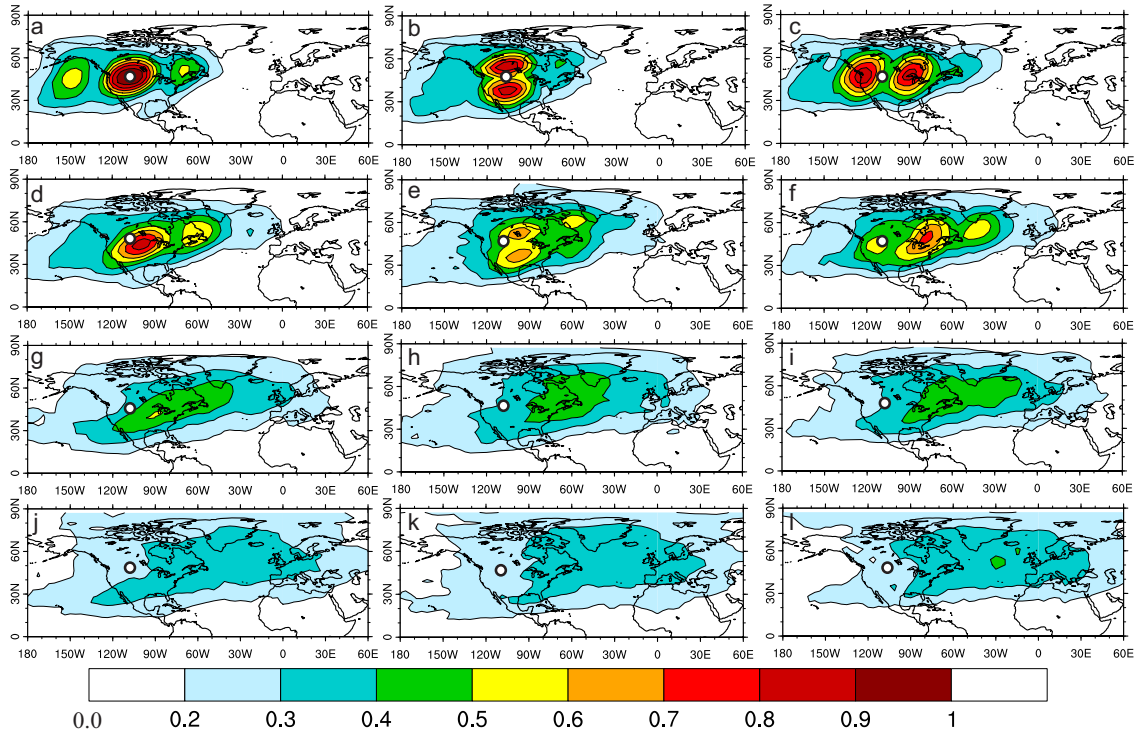 a b c
90N 90N 90N
60N 60N 60N
30N 30N 30N
0 0 0
180 150W 120W 90W 60W 30W 0 30E 60E 180 150W 120W 90W 60W 30W 0 30E 60E 180 150W 120W 90W 60W 30W 0 30E 60E
d e f
90N 90N 90N
60N 60N 60N
30N 30N 30N
0 0 0
180 150W 120W 90W 60W 30W 0 30E 60E 180 150W 120W 90W 60W 30W 0 30E 60E 180 150W 120W 90W 60W 30W 0 30E 60E
g h i
90N 90N 90N
60N 60N 60N
30N 30N 30N
0 0 0
180 150W 120W 90W 60W 30W 0 30E 60E 180 150W 120W 90W 60W 30W 0 30E 60E 180 150W 120W 90W 60W 30W 0 30E 60E
j k l
90N 90N 90N
60N 60N 60N
30N 30N 30N
0 0 0
180 150W 120W 90W 60W 30W 0 30E 60E 180 150W 120W 90W 60W 30W 0 30E 60E 180 150W 120W 90W 60W 30W 0 30E 60E
0.0 0.2 0.3 0.4 0.5 0.6 0.7 0.8 0.9 1